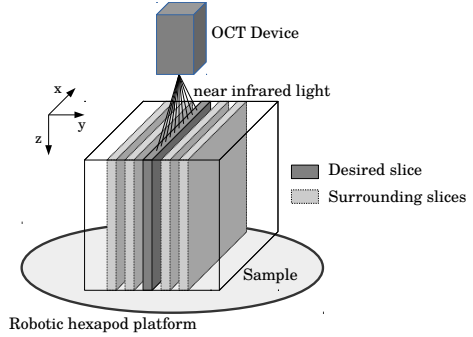 OCT Device
near infrared light
x
y
z
Desired slice
Surrounding slices
Sample
Robotic hexapod platform